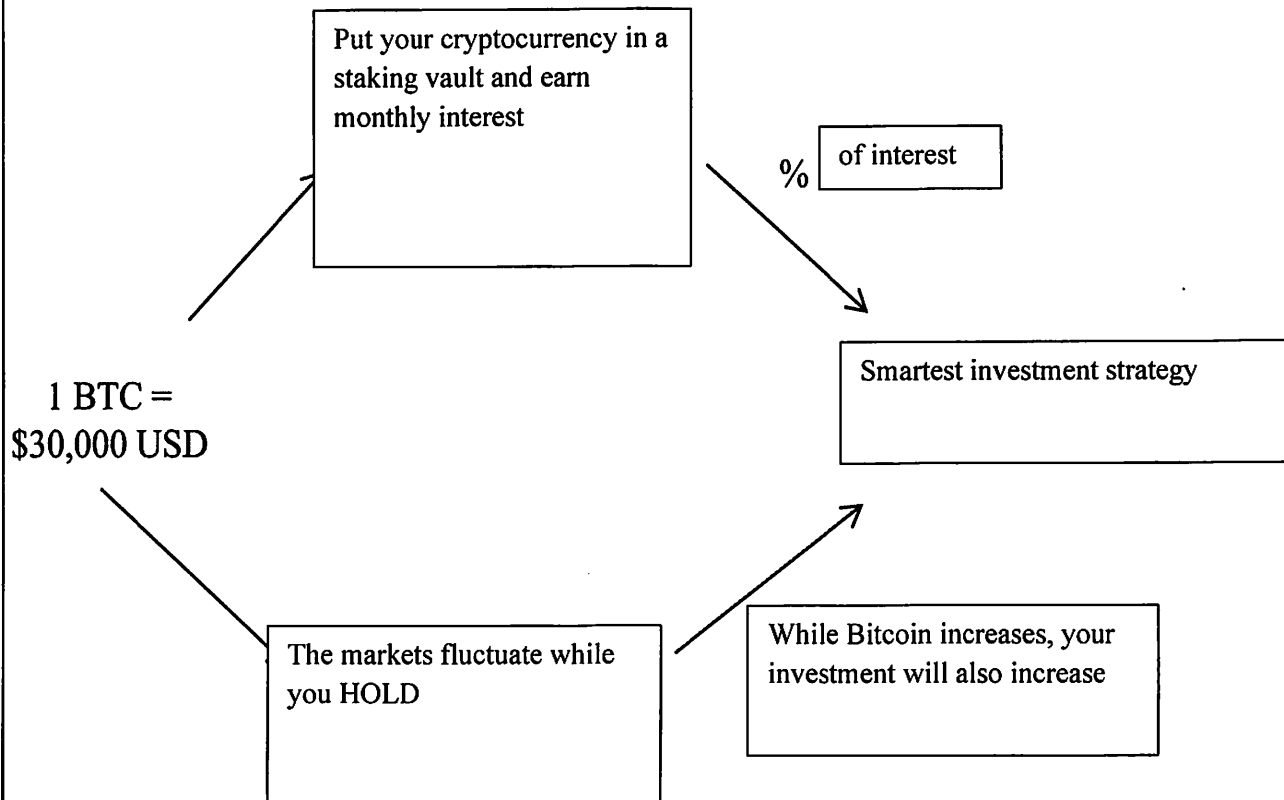 Put your cryptocurrency in a
staking vault and earn
monthly interest
% of interest
Smartest investment strategy
1 BTC =
$30,000 USD
The markets fluctuate while
you HOLD
While Bitcoin increases, your
investment will also increase